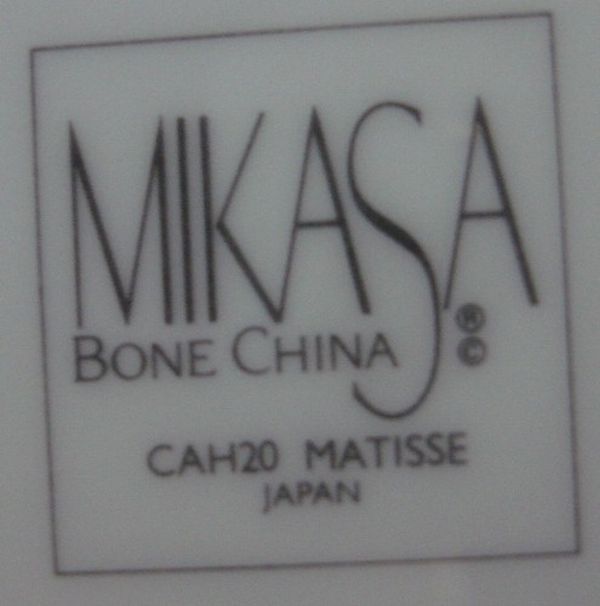 MIKASA ®
BONE CHINA ©
CAH20 MATISSE
JAPAN